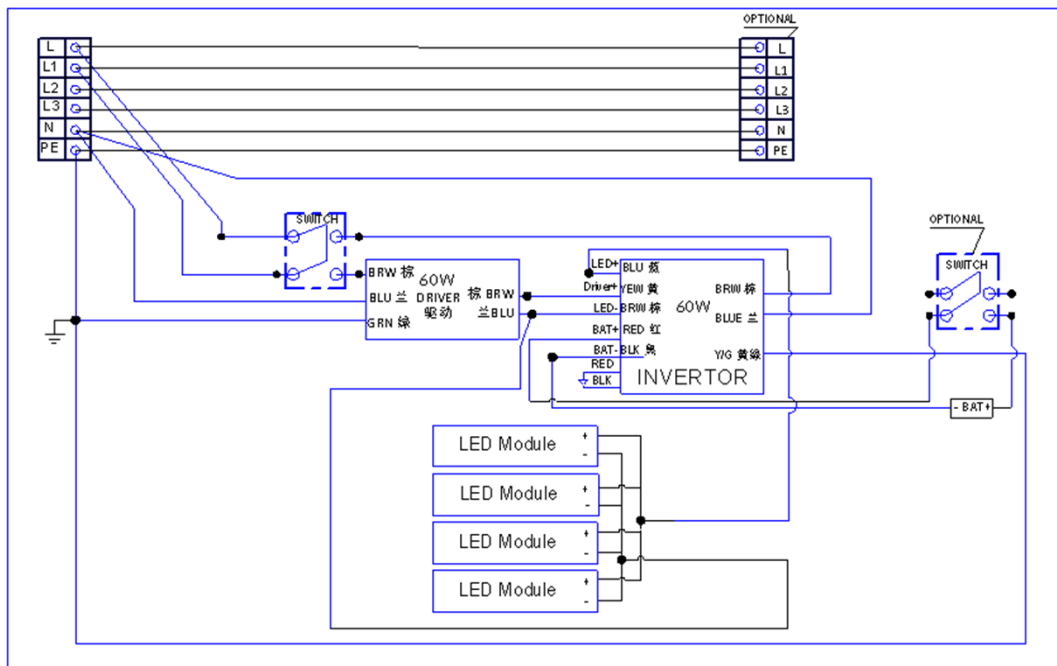 OPTIONAL
L
L1
L2
L3
N
PE
L
L1
L2
L3
N
PE
SWITCH
OPTIONAL
SWITCH
BRW 棕
BLU 兰
GRN 绿
60W
DRIVER
驱动
棕 BRW
兰BLU
LED+
Driver+
LED-
BAT+
BAT-
RED
BLK
BLU
YEW 黄
BRW 棕
RED 红
BLK 黑
60W
BRW 棕
BLUE 兰
Y/G 黄绿
INVERTOR
- BAT+
LED Module
+
-
LED Module
+
-
LED Module
+
-
LED Module
+
-